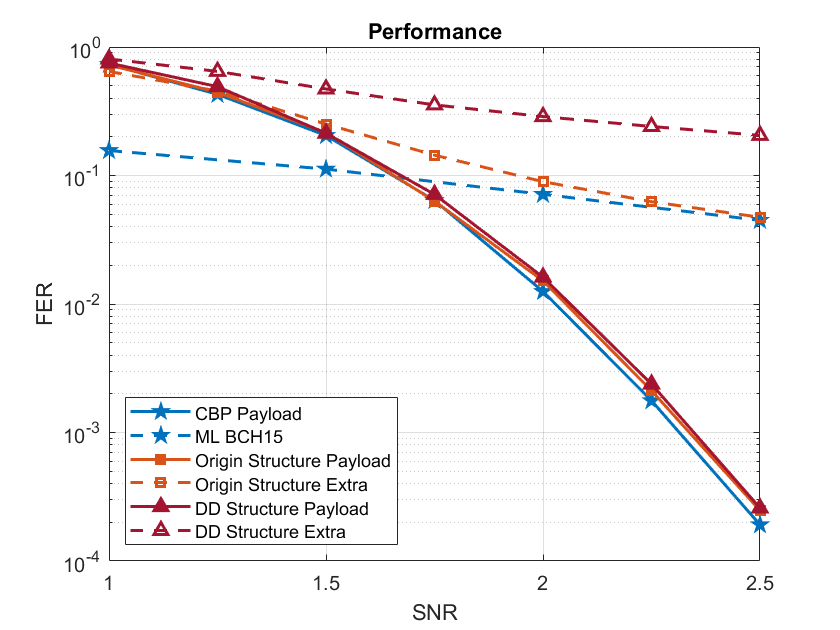 Performance
10^0
10^-1
10^-2
10^-3
10^-4
FER
CBP Payload
ML BCH15
Origin Structure Payload
Origin Structure Extra
DD Structure Payload
DD Structure Extra
1 1.5 2 2.5
SNR